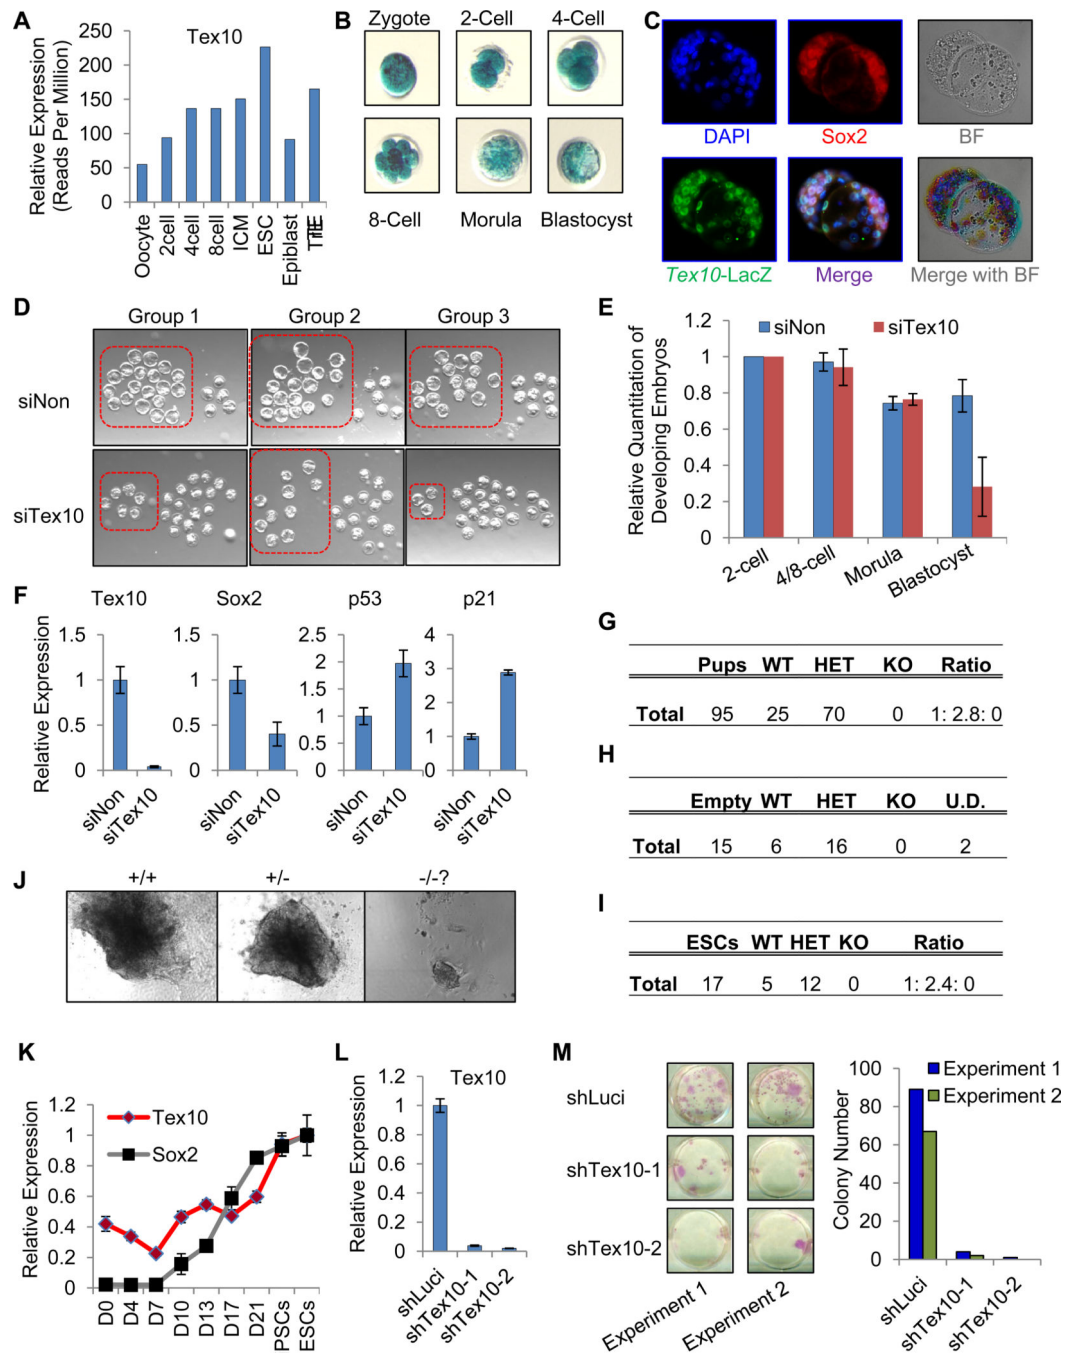 A
Tex10
Relative Expression
(Reads Per Million)
250
200
150
100
50
0
Oocyte
2cell
4cell
8cell
ICM
ESC
Epiblast
B
Zygote
2-Cell
4-Cell
8-Cell
Morula
Blastocyst
C
DAPI
Sox2
BF
Tex10-LacZ
Merge
Merge with BF
D
Group 1
Group 2
Group 3
siNon
siTex10
E
Relative Quantitation of
Developing Embryos
siNon
siTex10
1.2
1
0.8
0.6
0.4
0.2
0
2-cell
4/8-cell
Morula
Blastocyst
F
Relative Expression
Tex10
1.5
1
0.5
0
siNon
siTex10
Sox2
1.5
1
0.5
0
siNon
siTex10
p53
2.5
2
1.5
1
0.5
0
siNon
siTex10
p21
4
3
2
1
0
siNon
siTex10
G
Pups WT HET KO Ratio
Total 95 25 70 0 1: 2.8: 0
H
Empty WT HET KO U.D.
Total 15 6 16 0 2
I
ESCs WT HET KO Ratio
Total 17 5 12 0 1: 2.4: 0
J
+/+
+/-
-/-?
K
Relative Expression
1.2
1
0.8
0.6
0.4
0.2
0
Tex10
Sox2
D0
D4
D7
D10
D13
D17
D21
PSCs
ESCs
L
Tex10
Relative Expression
1.2
1
0.8
0.6
0.4
0.2
0
shLuci
shTex10-1
shTex10-2
M
shLuci
shTex10-1
shTex10-2
Experiment 1
Experiment 2
Colony Number
100
80
60
40
20
0
Experiment 1
Experiment 2
shLuci
shTex10-1
shTex10-2